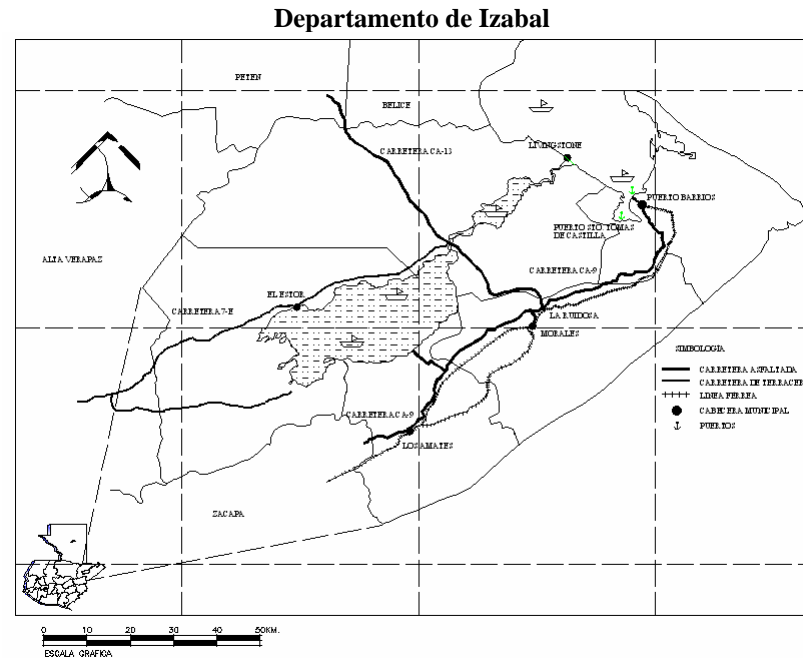 Departamento de Izabal
PETEN
BELICE
CARRETERA CA-13
LIVINGSTONE
PUERTO BARRIOS
PUERTO STO TOMAS
DE CASTILLA
ALTA VERAPAZ
CARRETERA CA-9
EL ESTOR
CARRETERA 7-E
LA RUIDOSA
MORALES
SIMBOLOGIA
CARRETERA ASFALTADA
CARRETERA DE TERRACER
LINEA FERREA
CABECERA MUNICIPAL
PUERTOS
CARRETERA CA-9
LOS AMATES
ZACAPA
0 10 20 30 40 50KM.
ESCALA GRAFICA